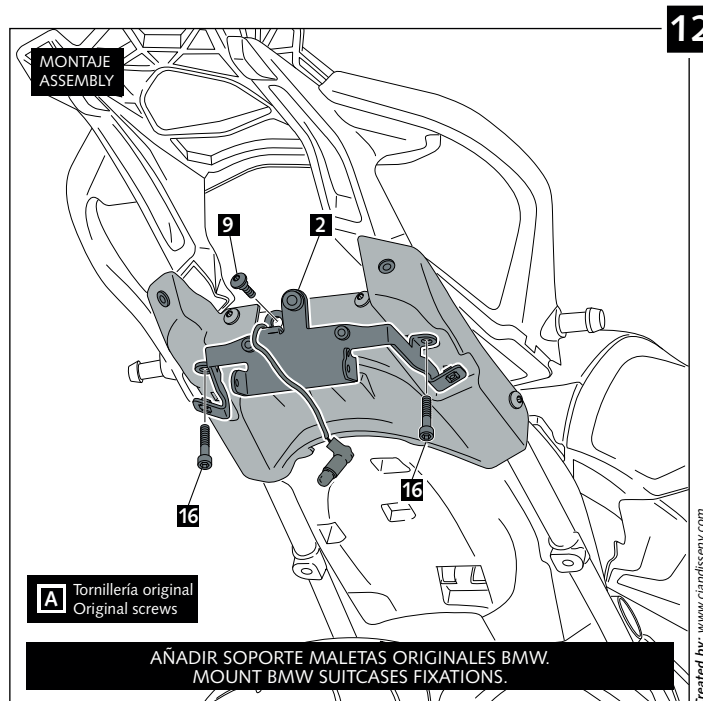 12
MONTAJE
ASSEMBLY
9
2
16
16
A
Tornillería original
Original screws
AÑADIR SOPORTE MALETAS ORIGINALES BMW.
MOUNT BMW SUITCASES FIXATIONS.
Created by: www.ciandisseny.com